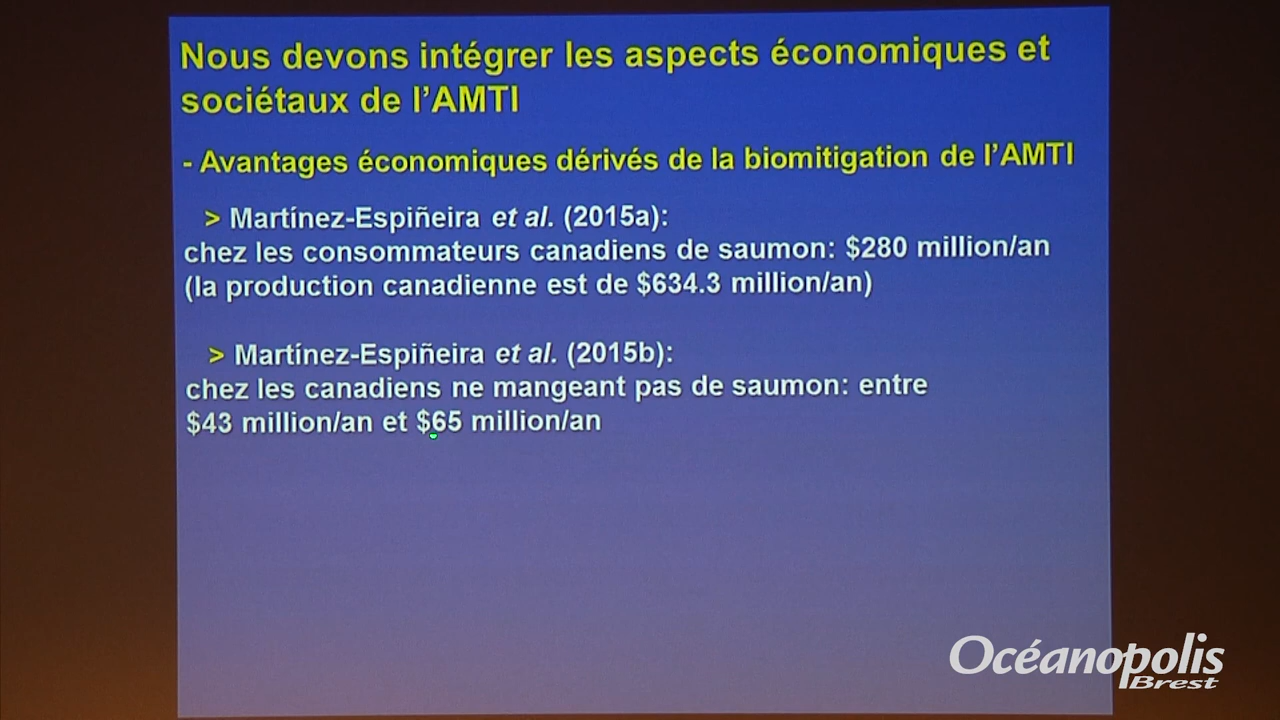 Nous devons intégrer les aspects économiques et
sociétaux de l'AMTI
- Avantages économiques dérivés de la biomitigation de l'AMTI
> Martínez-Espiñeira et al. (2015a):
chez les consommateurs canadiens de saumon: $280 million/an
(la production canadienne est de $634.3 million/an)
> Martínez-Espiñeira et al. (2015b):
chez les canadiens ne mangeant pas de saumon: entre
$43 million/an et $65 million/an
Océanopolis
Brest